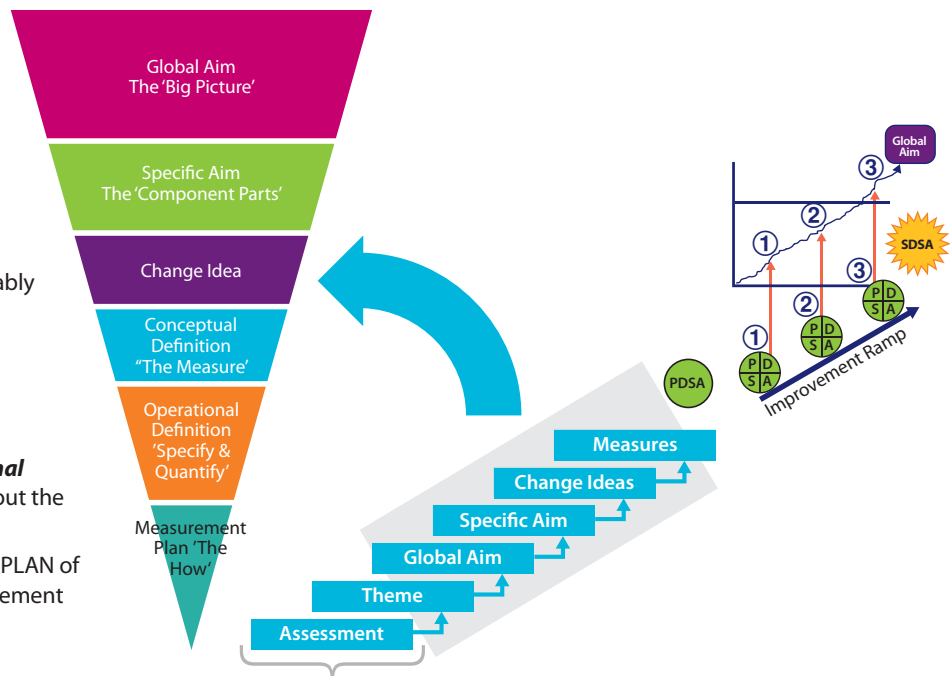 Global Aim
The 'Big Picture'
Specific Aim
The 'Component Parts'
Change Idea
Conceptual
Definition
"The Measure'
Operational
Definition
'Specify &
Quantify'
Measurement
Plan 'The
How'
ably
nal
out the
PLAN of
ement
Measures
Change Ideas
Specific Aim
Global Aim
Theme
Assessment
PDSA
Global
Aim
3
2
1
SDSA
3
P D
S A
2
P D
S A
1
P D
S A
Improvement Ramp